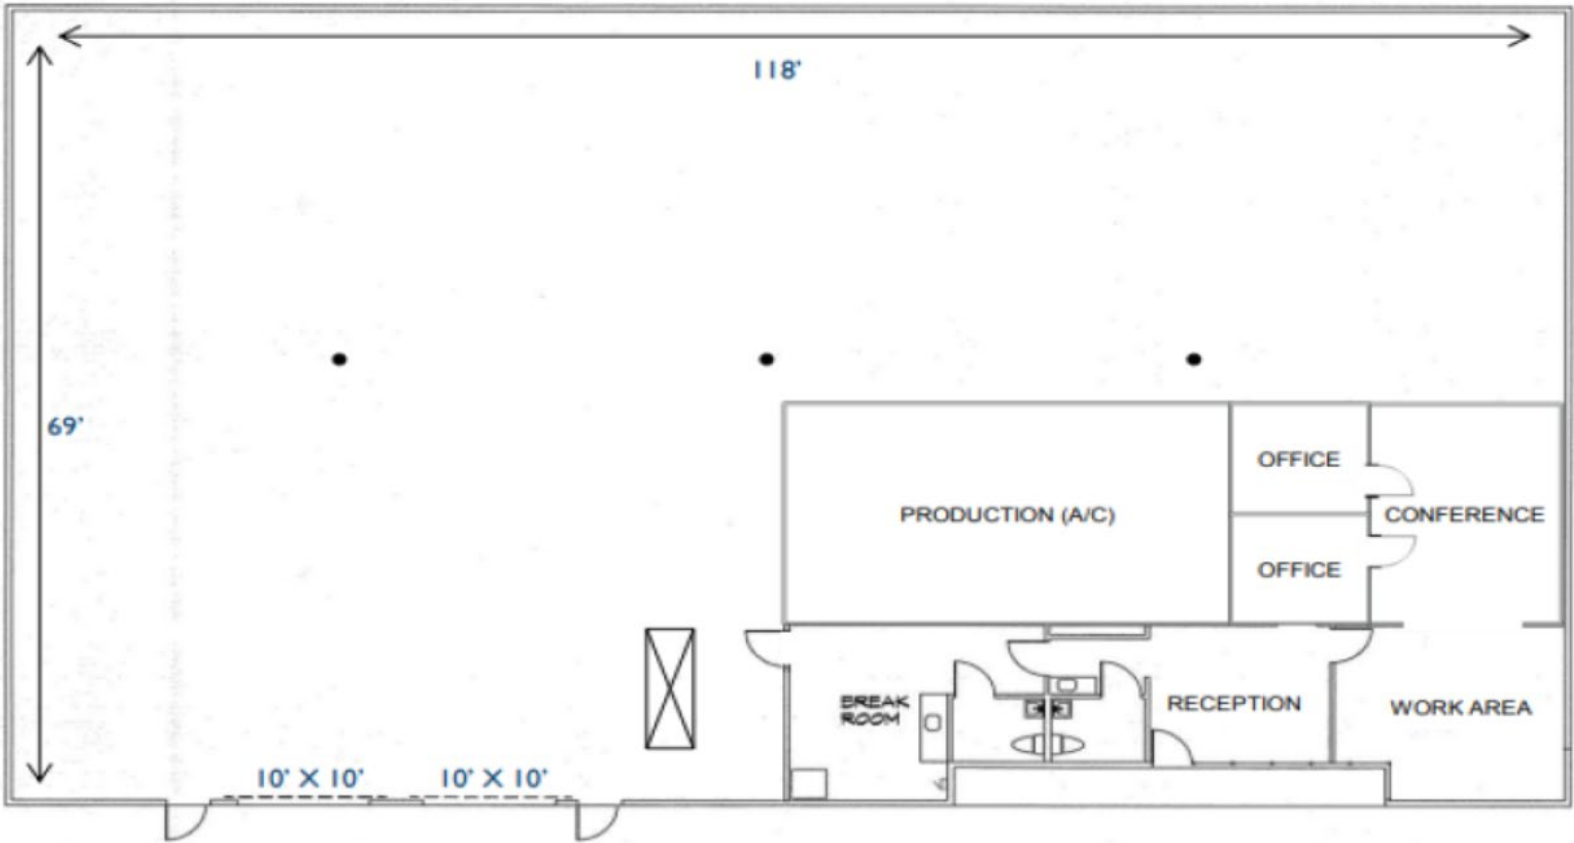 118'
69'
OFFICE
PRODUCTION (A/C)
CONFERENCE
OFFICE
BREAK
ROOM
RECEPTION
WORK AREA
10' X 10'
10' X 10'